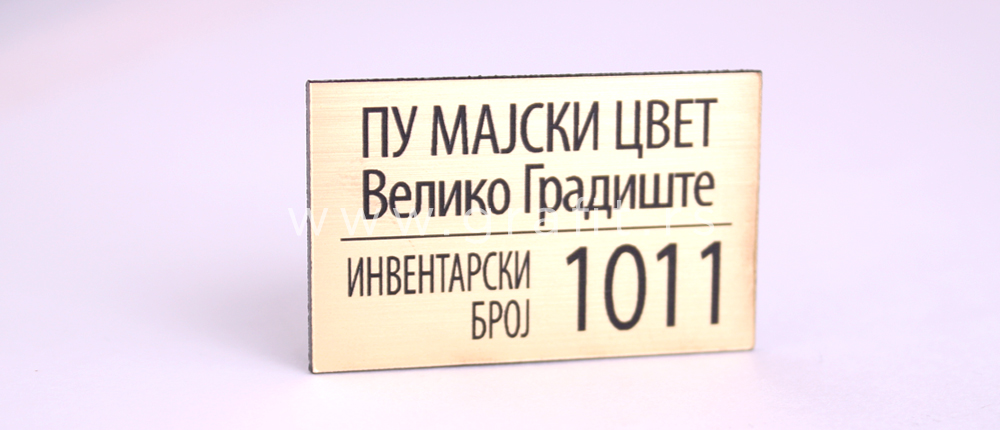 ПУ МАЈСКИ ЦВЕТ
Велико Градиште
ИНВЕНТАРСКИ
БРОЈ
1011